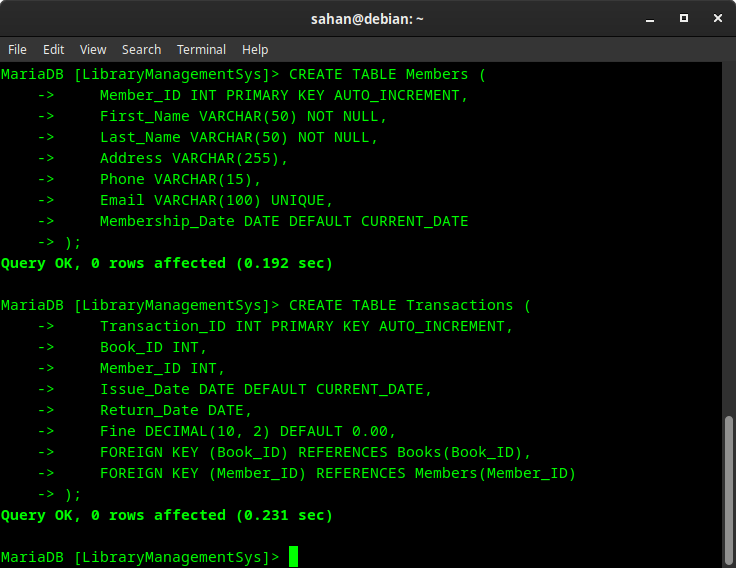 sahan@debian: ~
File Edit View Search Terminal Help
MariaDB [LibraryManagementSys]> CREATE TABLE Members (
    ->     Member_ID INT PRIMARY KEY AUTO_INCREMENT,
    ->     First_Name VARCHAR(50) NOT NULL,
    ->     Last_Name VARCHAR(50) NOT NULL,
    ->     Address VARCHAR(255),
    ->     Phone VARCHAR(15),
    ->     Email VARCHAR(100) UNIQUE,
    ->     Membership_Date DATE DEFAULT CURRENT_DATE
    -> );
Query OK, 0 rows affected (0.192 sec)

MariaDB [LibraryManagementSys]> CREATE TABLE Transactions (
    ->     Transaction_ID INT PRIMARY KEY AUTO_INCREMENT,
    ->     Book_ID INT,
    ->     Member_ID INT,
    ->     Issue_Date DATE DEFAULT CURRENT_DATE,
    ->     Return_Date DATE,
    ->     Fine DECIMAL(10, 2) DEFAULT 0.00,
    ->     FOREIGN KEY (Book_ID) REFERENCES Books(Book_ID),
    ->     FOREIGN KEY (Member_ID) REFERENCES Members(Member_ID)
    -> );
Query OK, 0 rows affected (0.231 sec)

MariaDB [LibraryManagementSys]>